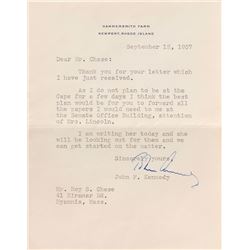 HAMMERSMITH FARM
NEWPORT, RHODE ISLAND
September 12, 1957
Dear Mr. Chase:
Thank you for your letter which
I have just received.
As I do not plan to be at the
Cape for a few days I think the best
plan would be for you to forward all
the papers I would need to me at
the Senate Office Building, attention
of Mrs. Lincoln.
I am writing her today and she
will be looking out for them and we
can get started on the matter.
Sincerely yours,
John F. Kennedy
Mr. Roy S. Chase
41 Miramar Rd.
Hyannis, Mass.